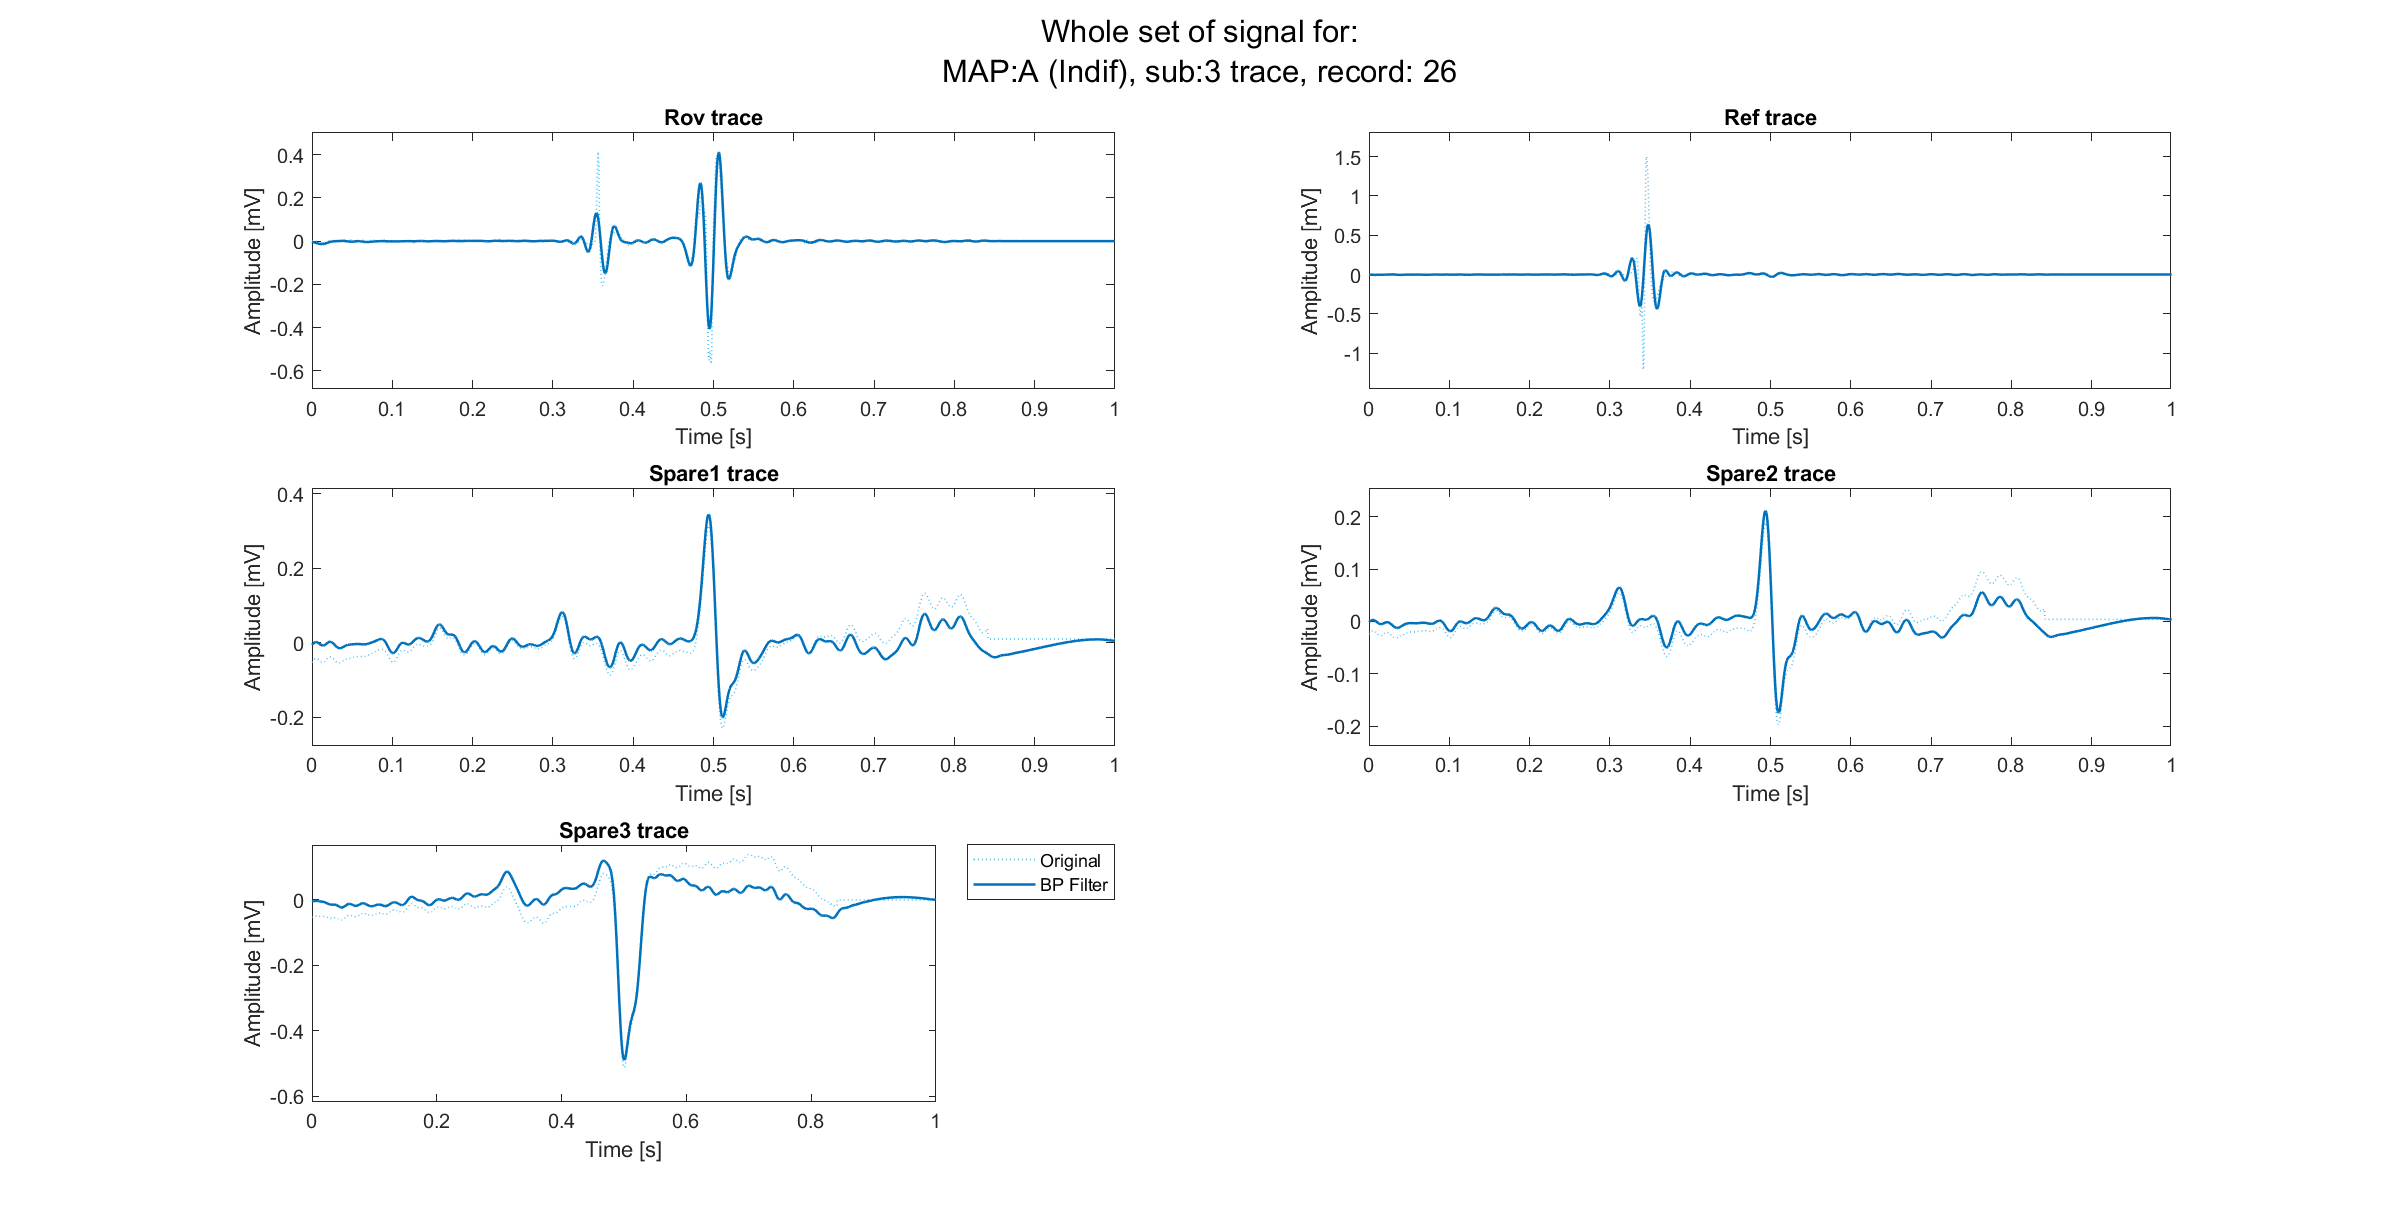 Whole set of signal for:
MAP:A (Indif), sub:3 trace, record: 26
Rov trace
Amplitude [mV]
0.4
0.2
0
-0.2
-0.4
-0.6
0 0.1 0.2 0.3 0.4 0.5 0.6 0.7 0.8 0.9 1
Time [s]
Ref trace
Amplitude [mV]
1.5
1
0.5
0
-0.5
-1
0 0.1 0.2 0.3 0.4 0.5 0.6 0.7 0.8 0.9 1
Time [s]
Spare1 trace
Amplitude [mV]
0.4
0.2
0
-0.2
0 0.1 0.2 0.3 0.4 0.5 0.6 0.7 0.8 0.9 1
Time [s]
Spare2 trace
Amplitude [mV]
0.2
0.1
0
-0.1
-0.2
0 0.1 0.2 0.3 0.4 0.5 0.6 0.7 0.8 0.9 1
Time [s]
Spare3 trace
Amplitude [mV]
0
-0.2
-0.4
-0.6
0 0.2 0.4 0.6 0.8 1
Time [s]
Original
BP Filter